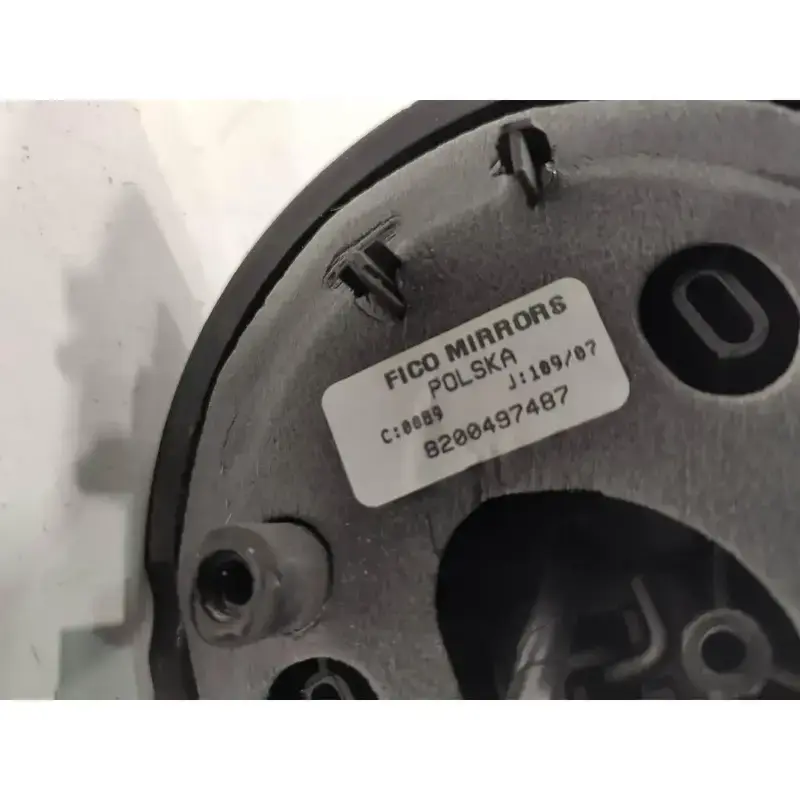 FICO MIRRORS
POLSKA
C:0089 J:109/07
8200497487